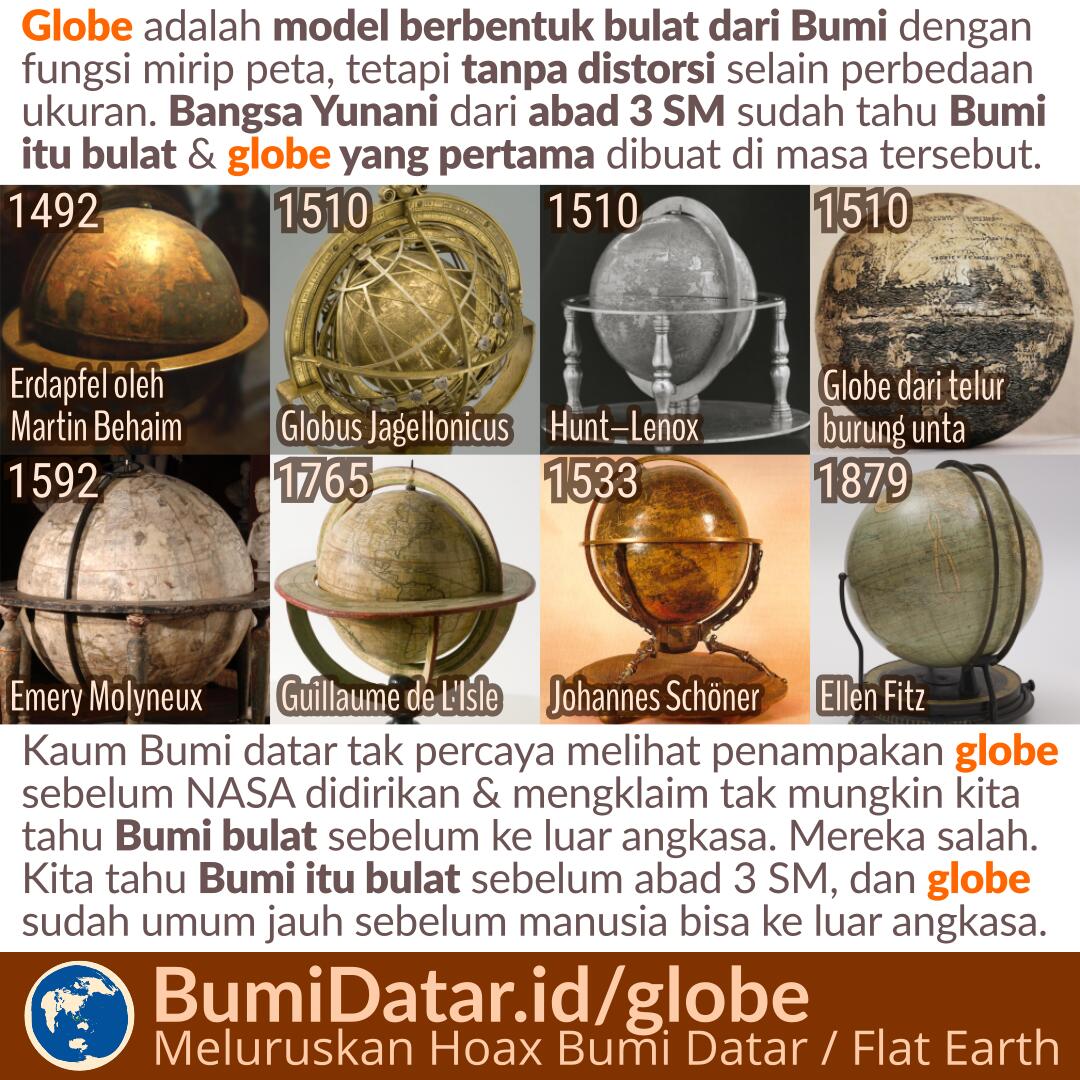 Globe adalah model berbentuk bulat dari Bumi dengan
fungsi mirip peta, tetapi tanpa distorsi selain perbedaan
ukuran. Bangsa Yunani dari abad 3 SM sudah tahu Bumi
itu bulat & globe yang pertama dibuat di masa tersebut.
1492
Erdapfel oleh
Martin Behaim
1510
Globus Jagellonicus
1510
Hunt–Lenox
1510
Globe dari telur
burung unta
1592
Emery Molyneux
1765
Guillaume de L'Isle
1533
Johannes Schöner
1879
Ellen Fitz
Kaum Bumi datar tak percaya melihat penampakan globe
sebelum NASA didirikan & mengklaim tak mungkin kita
tahu Bumi bulat sebelum ke luar angkasa. Mereka salah.
Kita tahu Bumi itu bulat sebelum abad 3 SM, dan globe
sudah umum jauh sebelum manusia bisa ke luar angkasa.
BumiDatar.id/globe
Meluruskan Hoax Bumi Datar / Flat Earth